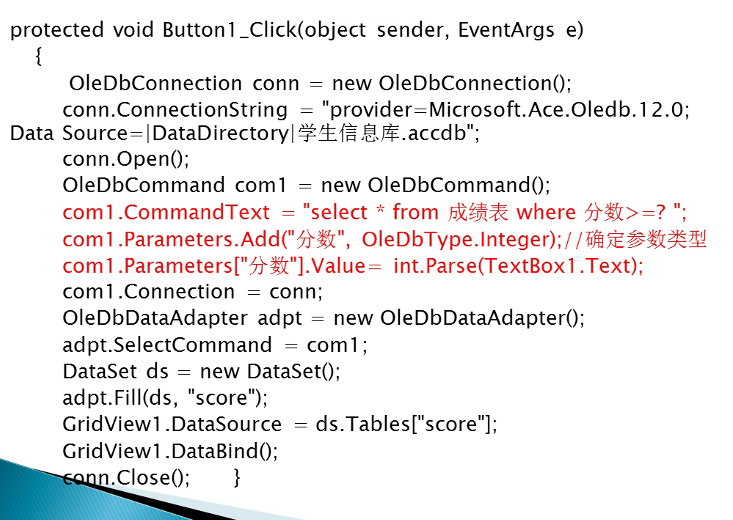 protected void Button1_Click(object sender, EventArgs e)
{
OleDbConnection conn = new OleDbConnection();
conn.ConnectionString = "provider=Microsoft.Ace.Oledb.12.0;
Data Source=|DataDirectory|学生信息库.accdb";
conn.Open();
OleDbCommand com1 = new OleDbCommand();
com1.CommandText = "select * from 成绩表 where 分数>=? ";
com1.Parameters.Add("分数", OleDbType.Integer);//确定参数类型
com1.Parameters["分数"].Value= int.Parse(TextBox1.Text);
com1.Connection = conn;
OleDbDataAdapter adpt = new OleDbDataAdapter();
adpt.SelectCommand = com1;
DataSet ds = new DataSet();
adpt.Fill(ds, "score");
GridView1.DataSource = ds.Tables["score"];
GridView1.DataBind();
conn.Close(); }